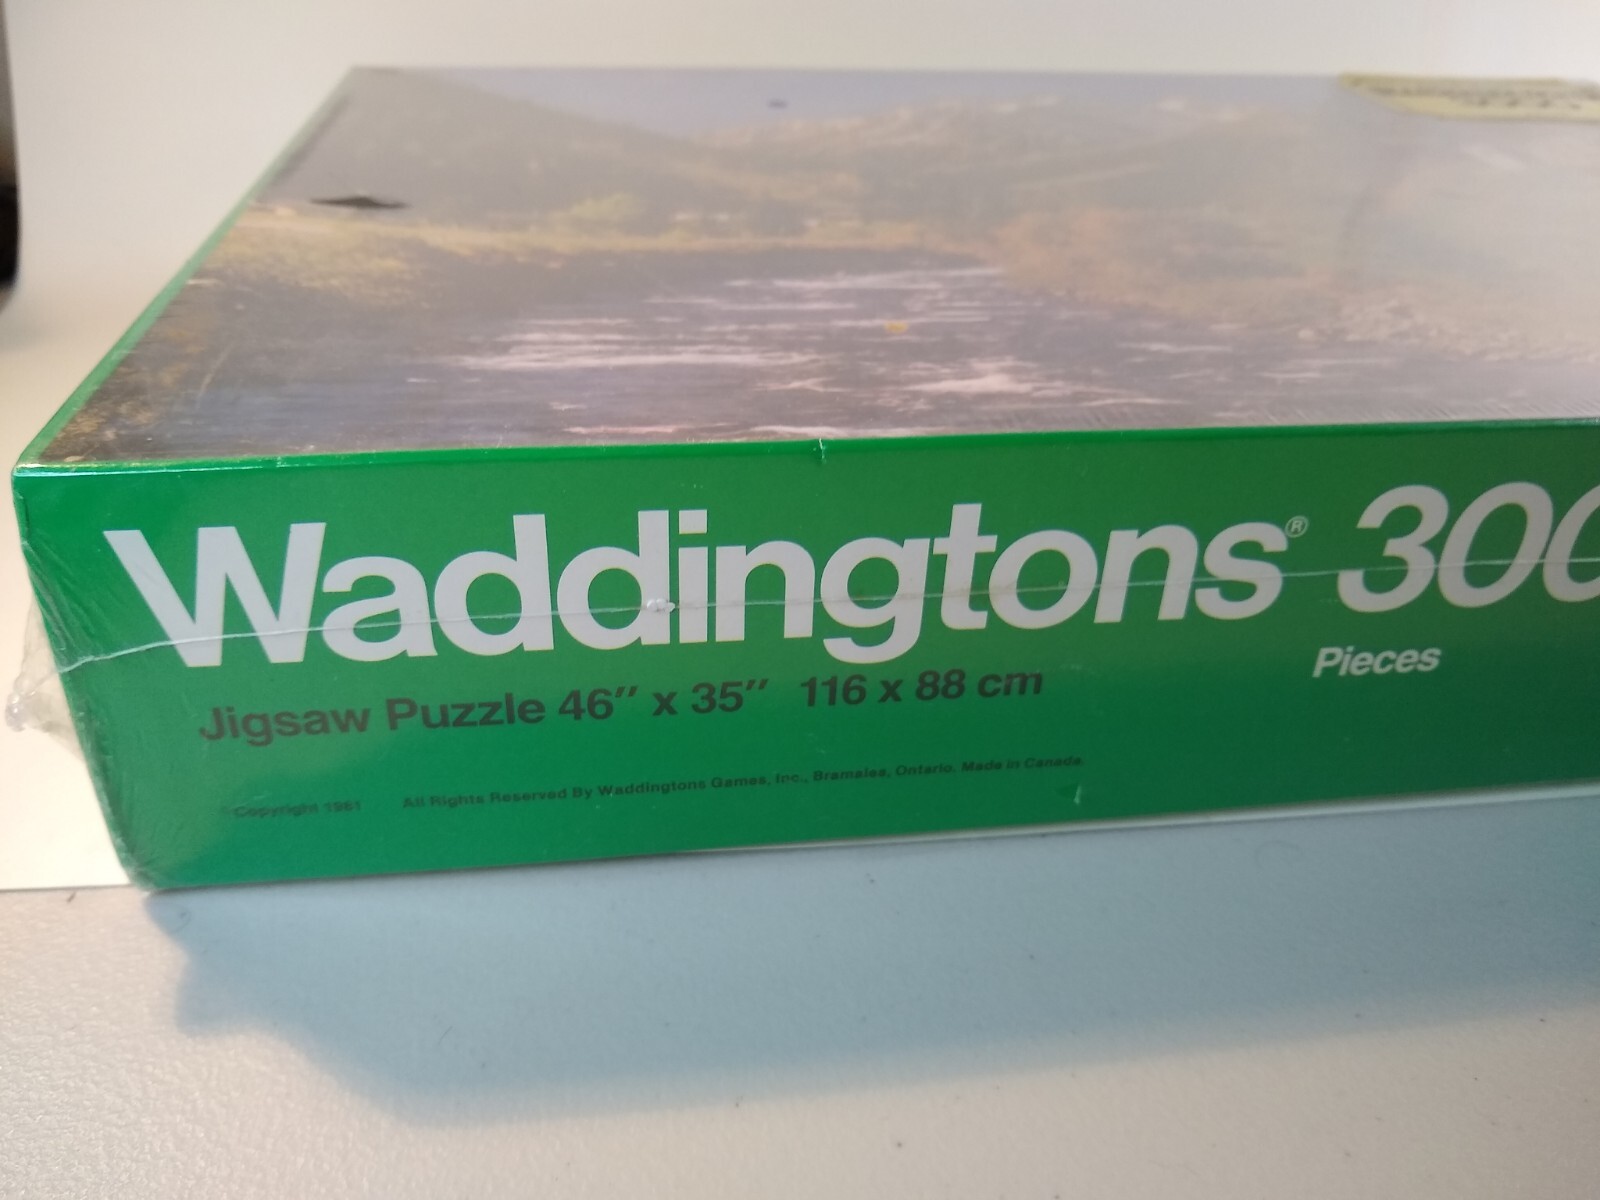 Waddingtons® 300
Pieces
Jigsaw Puzzle 46" x 35" 116 x 88 cm
©Copyright 1981 All Rights Reserved By Waddingtons Games, Inc., Bramalea, Ontario. Made in Canada